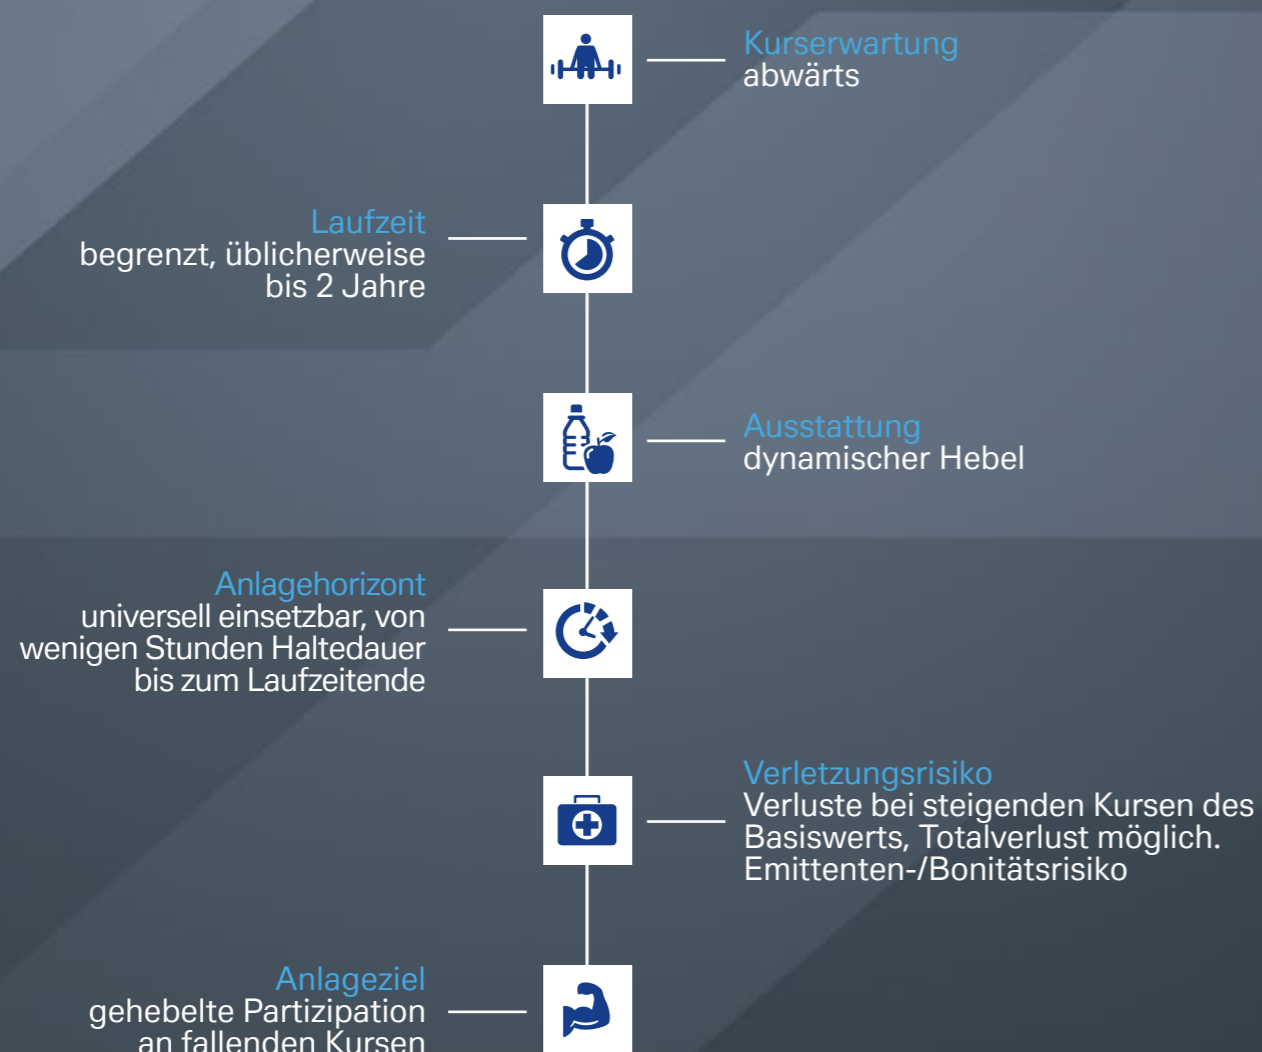 Kurserwartung
abwärts
Laufzeit
begrenzt, üblicherweise
bis 2 Jahre
Ausstattung
dynamischer Hebel
Anlagehorizont
universell einsetzbar, von
wenigen Stunden Haltedauer
bis zum Laufzeitende
Verletzungsrisiko
Verluste bei steigenden Kursen des
Basiswerts, Totalverlust möglich.
Emittenten-/Bonitätsrisiko
Anlageziel
gehebelte Partizipation
an fallenden Kursen